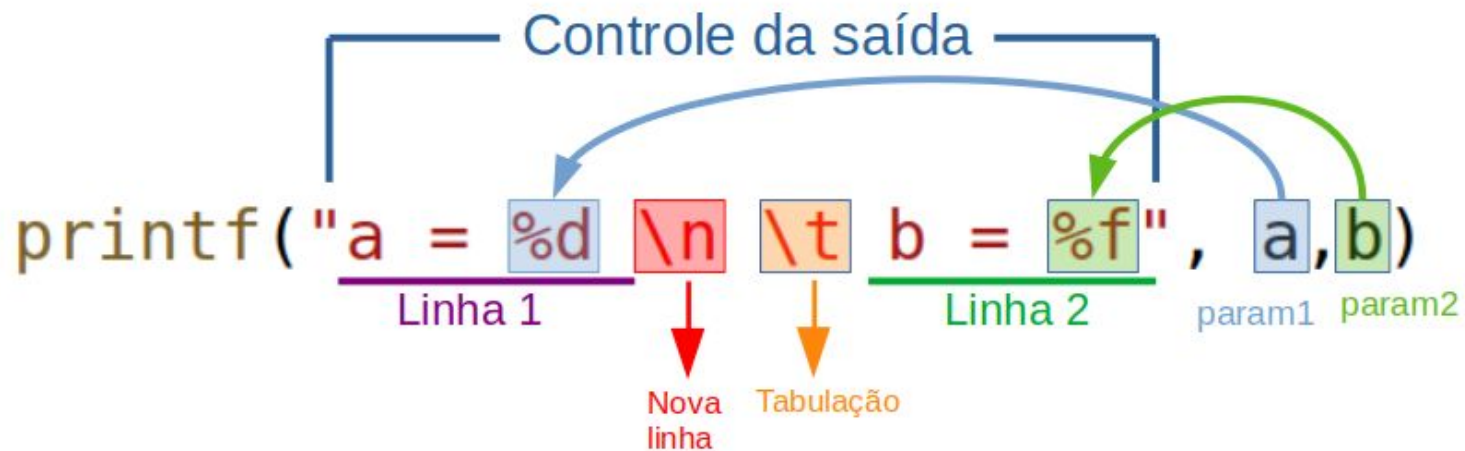 Controle da saída
printf("a = %d \n \t b = %f", a,b)
Linha 1
Linha 2
param1
param2
Nova
linha
Tabulação